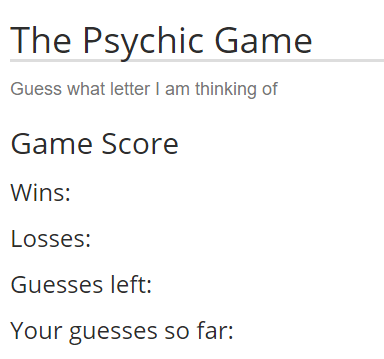 The Psychic Game
Guess what letter I am thinking of
Game Score
Wins:
Losses:
Guesses left:
Your guesses so far: